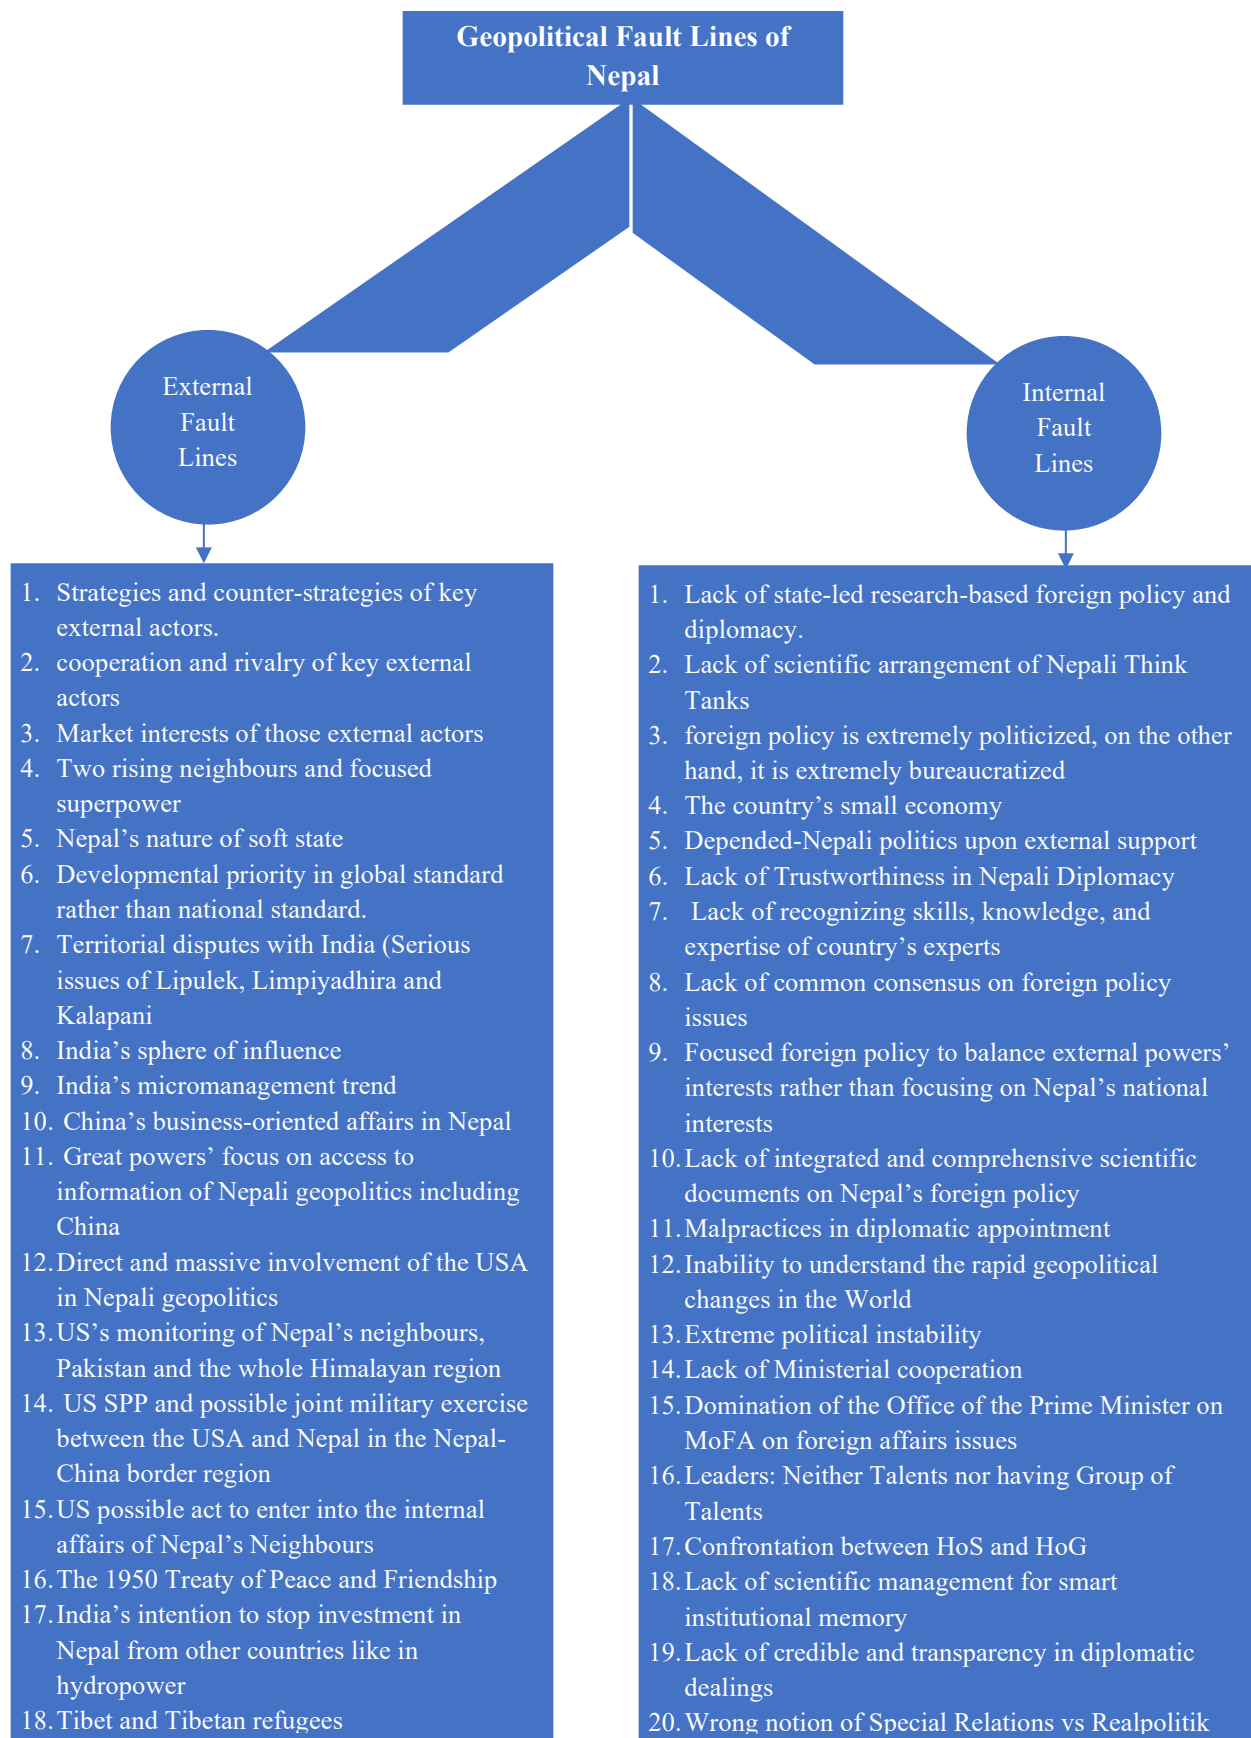 Geopolitical Fault Lines of
Nepal
External
Fault
Lines
Internal
Fault
Lines
1. Strategies and counter-strategies of key
external actors.
2. cooperation and rivalry of key external
actors
3. Market interests of those external actors
4. Two rising neighbours and focused
superpower
5. Nepal’s nature of soft state
6. Developmental priority in global standard
rather than national standard.
7. Territorial disputes with India (Serious
issues of Lipulek, Limpiyadhira and
Kalapani
8. India’s sphere of influence
9. India’s micromanagement trend
10. China’s business-oriented affairs in Nepal
11. Great powers’ focus on access to
information of Nepali geopolitics including
China
12. Direct and massive involvement of the USA
in Nepali geopolitics
13. US’s monitoring of Nepal’s neighbours,
Pakistan and the whole Himalayan region
14. US SPP and possible joint military exercise
between the USA and Nepal in the Nepal-
China border region
15. US possible act to enter into the internal
affairs of Nepal’s Neighbours
16. The 1950 Treaty of Peace and Friendship
17. India’s intention to stop investment in
Nepal from other countries like in
hydropower
18. Tibet and Tibetan refugees
1. Lack of state-led research-based foreign policy and
diplomacy.
2. Lack of scientific arrangement of Nepali Think
Tanks
3. foreign policy is extremely politicized, on the other
hand, it is extremely bureaucratized
4. The country’s small economy
5. Depended-Nepali politics upon external support
6. Lack of Trustworthiness in Nepali Diplomacy
7. Lack of recognizing skills, knowledge, and
expertise of country’s experts
8. Lack of common consensus on foreign policy
issues
9. Focused foreign policy to balance external powers’
interests rather than focusing on Nepal’s national
interests
10. Lack of integrated and comprehensive scientific
documents on Nepal’s foreign policy
11. Malpractices in diplomatic appointment
12. Inability to understand the rapid geopolitical
changes in the World
13. Extreme political instability
14. Lack of Ministerial cooperation
15. Domination of the Office of the Prime Minister on
MoFA on foreign affairs issues
16. Leaders: Neither Talents nor having Group of
Talents
17. Confrontation between HoS and HoG
18. Lack of scientific management for smart
institutional memory
19. Lack of credible and transparency in diplomatic
dealings
20. Wrong notion of Special Relations vs Realpolitik